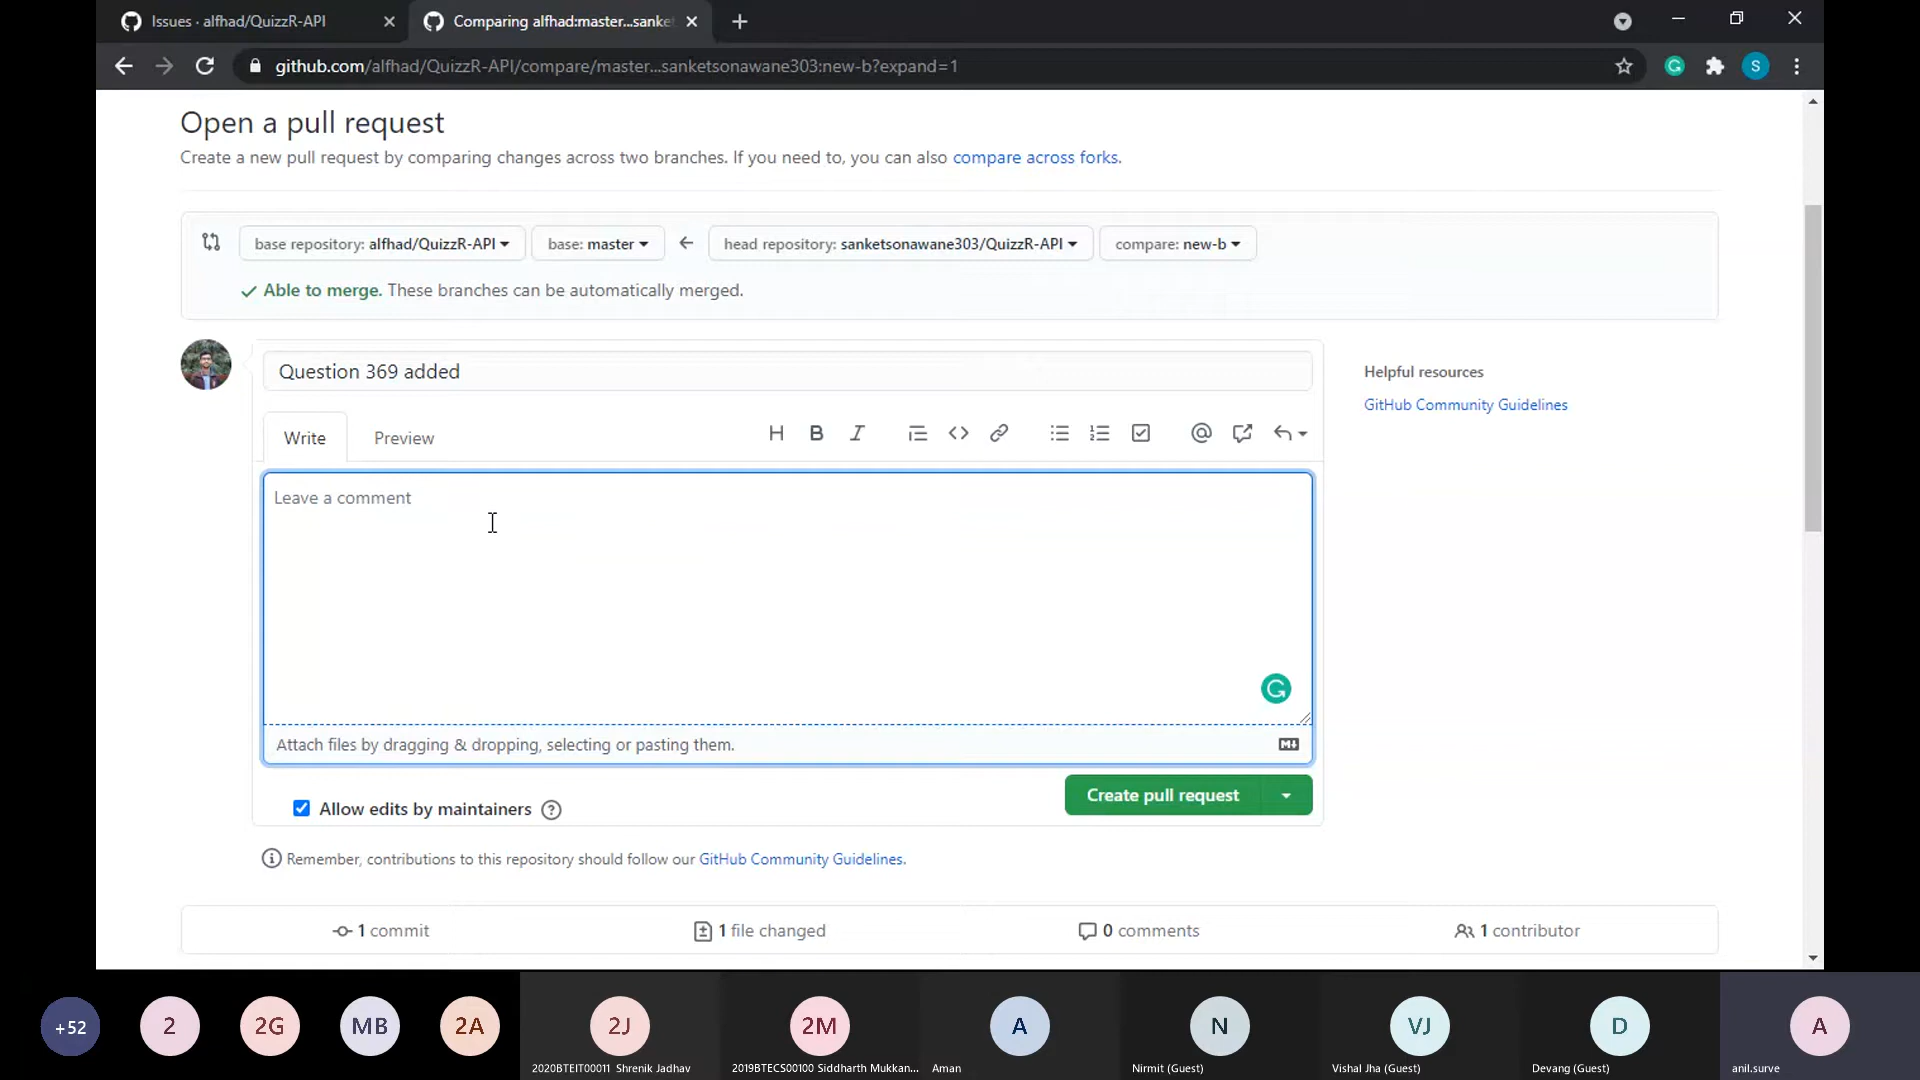 Issues · alfhad/QuizzR-API
Comparing alfhad:master...sanke
github.com/alfhad/QuizzR-API/compare/master...sanketsonawane303:new-b?expand=1
S
Open a pull request
Create a new pull request by comparing changes across two branches. If you need to, you can also compare across forks.
base repository: alfhad/QuizzR-API
base: master
head repository: sanketsonawane303/QuizzR-API
compare: new-b
Able to merge. These branches can be automatically merged.
Question 369 added
Helpful resources
GitHub Community Guidelines
Write
Preview
Leave a comment
Attach files by dragging & dropping, selecting or pasting them.
Allow edits by maintainers
Create pull request
Remember, contributions to this repository should follow our GitHub Community Guidelines.
1 commit
1 file changed
0 comments
1 contributor
+52
2
2G
MB
2A
2J
2M
A
N
VJ
D
A
2020BTEIT00011 Shrenik Jadhav
2019BTECS00100 Siddharth Mukkan...
Aman
Nirmit (Guest)
Vishal Jha (Guest)
Devang (Guest)
anil.surve